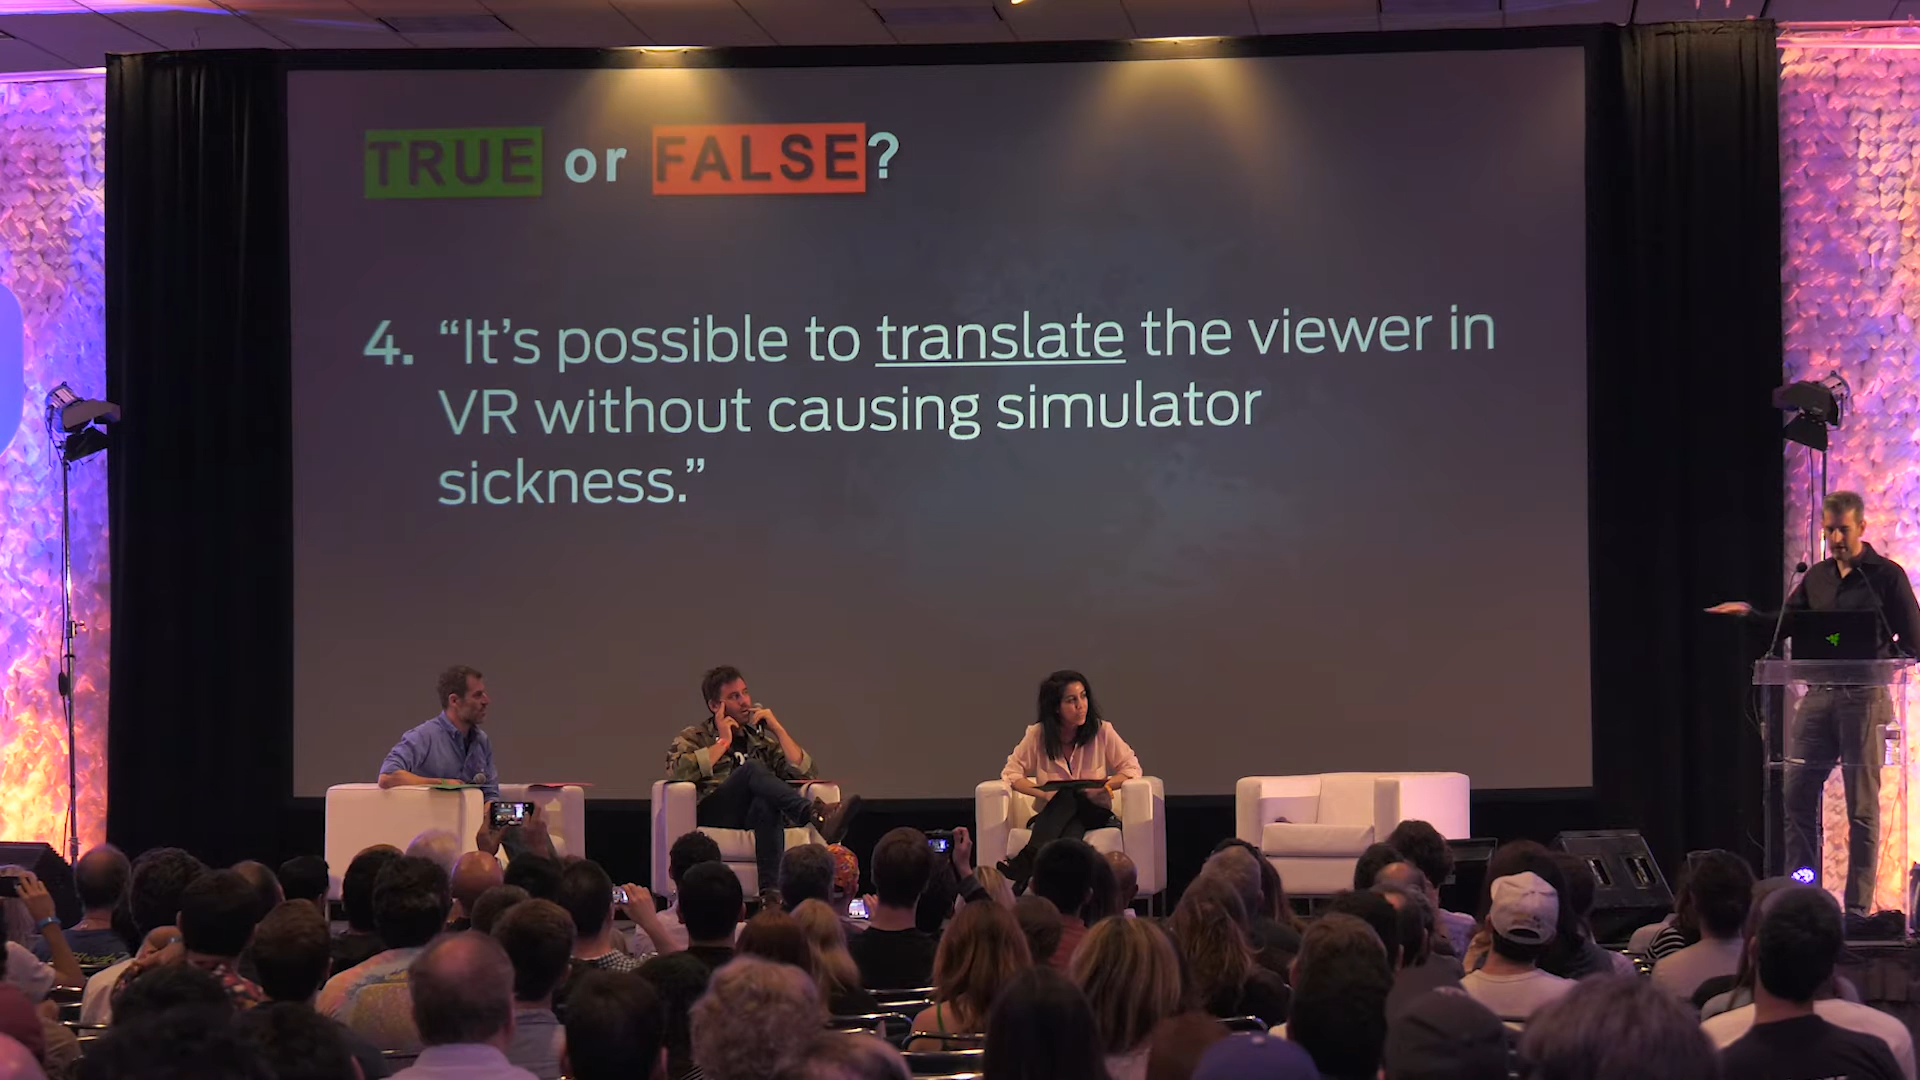 TRUE or FALSE?
4. “It’s possible to translate the viewer in
VR without causing simulator
sickness.”